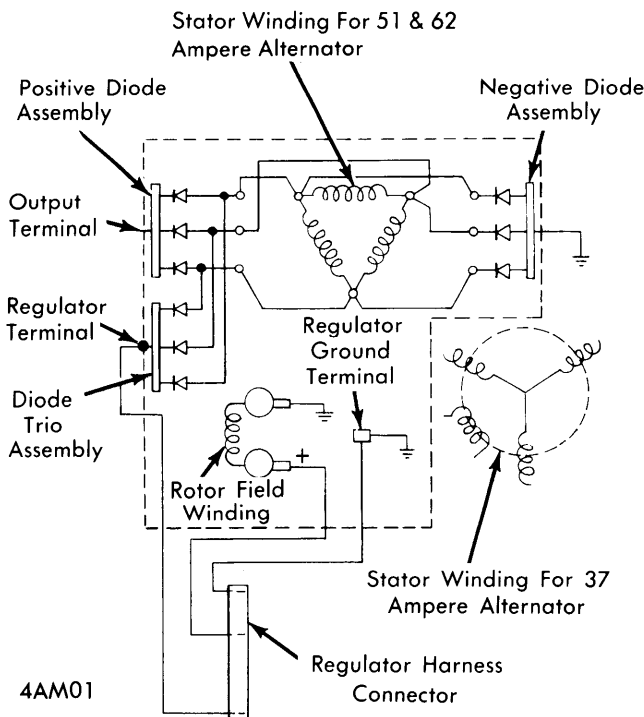 Stator Winding For 51 & 62
Ampere Alternator
Positive Diode
Assembly
Negative Diode
Assembly
Output
Terminal
Regulator
Terminal
Regulator
Ground
Terminal
Diode
Trio
Assembly
+
Rotor Field
Winding
Stator Winding For 37
Ampere Alternator
Regulator Harness
Connector
4AM01